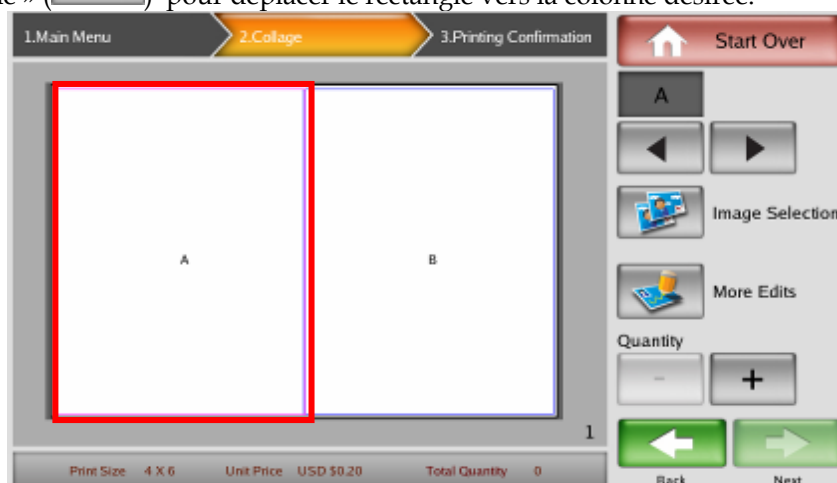 e » ( ) pour déplacer le rectangle vers la colonne désirée.
1.Main Menu
2.Collage
3.Printing Confirmation
Start Over
A
Image Selection
A
B
More Edits
Quantity
-
+
1
Print Size 4 X 6 Unit Price USD $0.20 Total Quantity 0
Back
Next